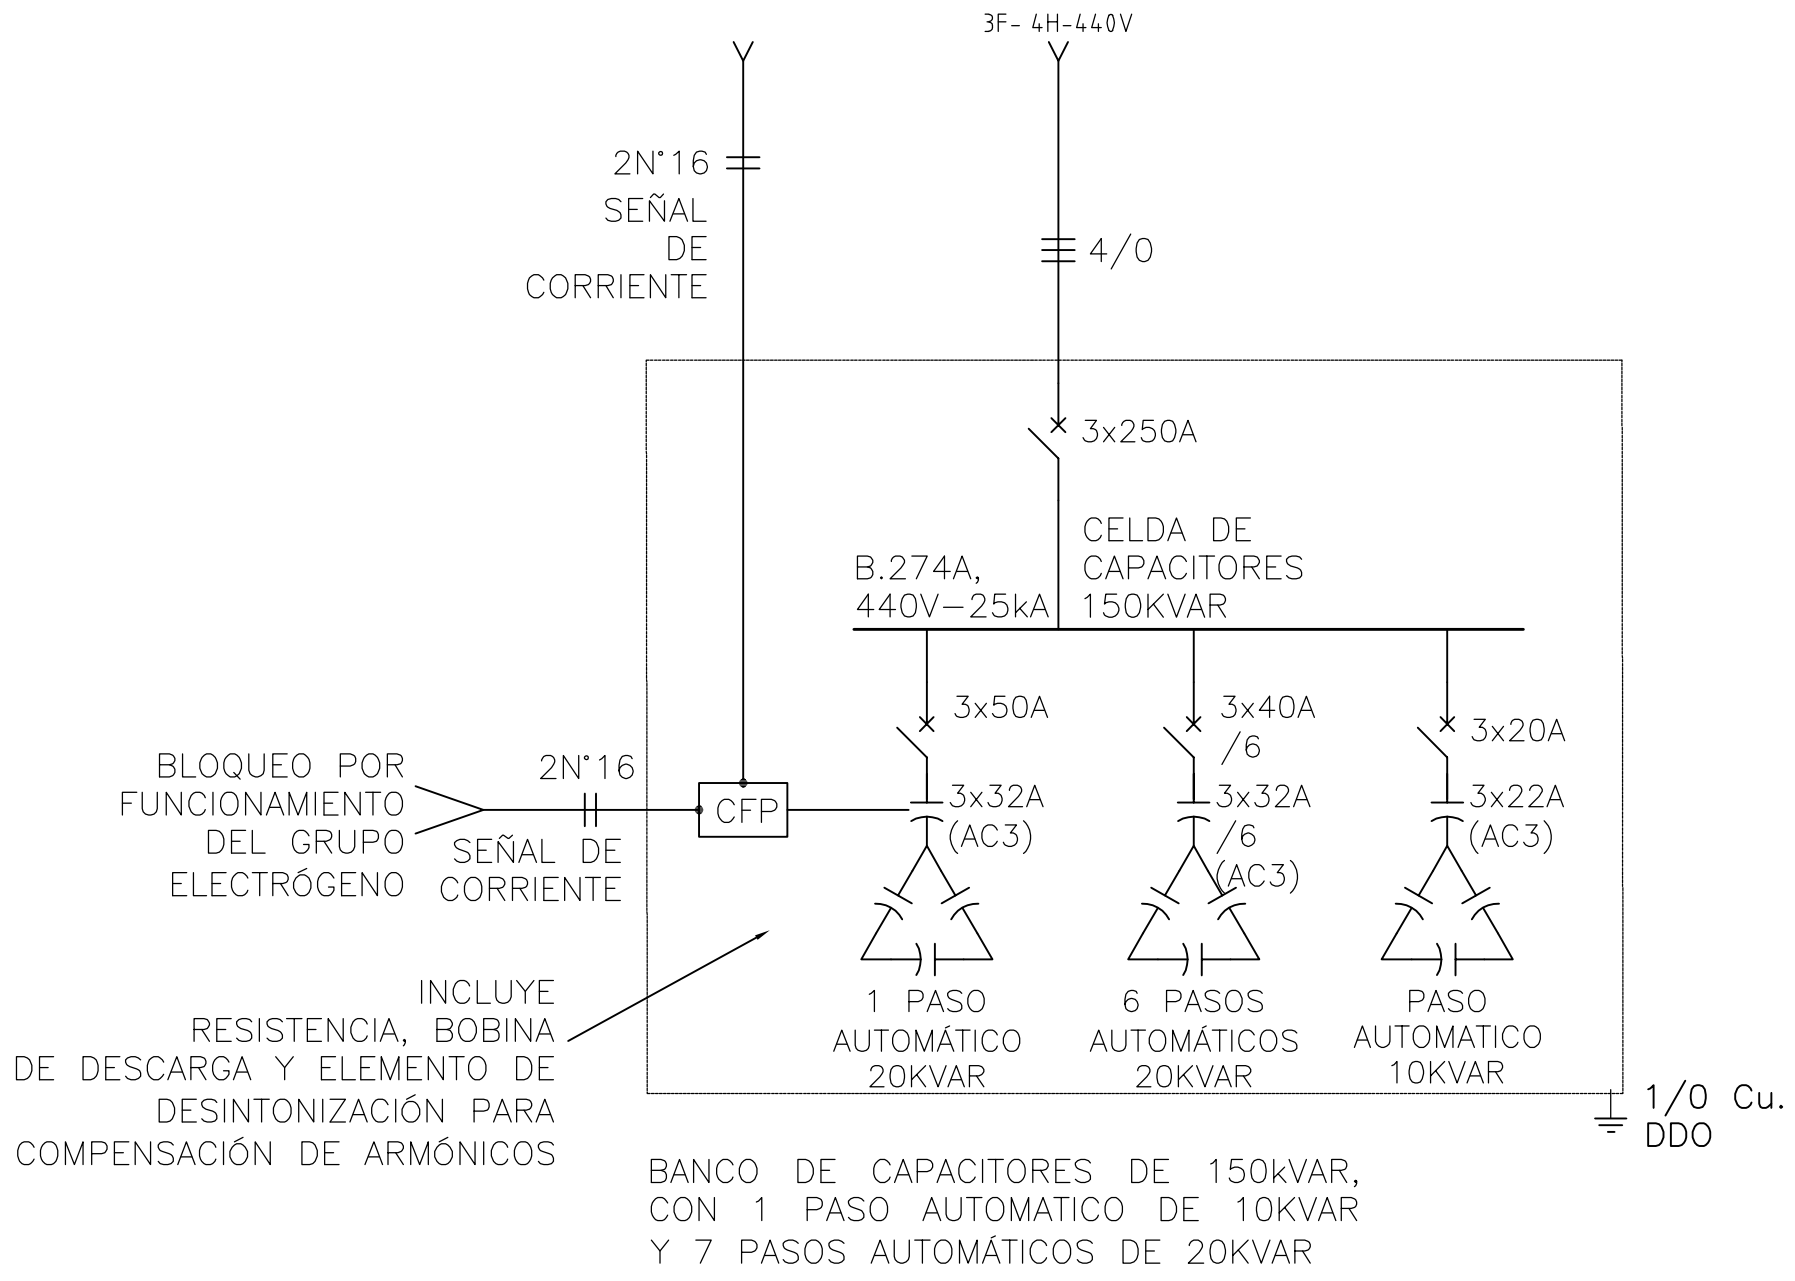 3F- 4H-440V
2N°16
SEÑAL
DE
CORRIENTE
4/0
3x250A
CELDA DE
CAPACITORES
150KVAR
B.274A,
440V-25kA
3x50A
3x40A
/6
3x20A
BLOQUEO POR
FUNCIONAMIENTO
DEL GRUPO
ELECTRÓGENO
2N°16
SEÑAL DE
CORRIENTE
CFP
3x32A
(AC3)
3x32A
/6
(AC3)
3x22A
(AC3)
INCLUYE
RESISTENCIA, BOBINA
DE DESCARGA Y ELEMENTO DE
DESINTONIZACIÓN PARA
COMPENSACIÓN DE ARMÓNICOS
1 PASO
AUTOMÁTICO
20KVAR
6 PASOS
AUTOMÁTICOS
20KVAR
PASO
AUTOMATICO
10KVAR
1/0 Cu.
DDO
BANCO DE CAPACITORES DE 150kVAR,
CON 1 PASO AUTOMATICO DE 10KVAR
Y 7 PASOS AUTOMÁTICOS DE 20KVAR